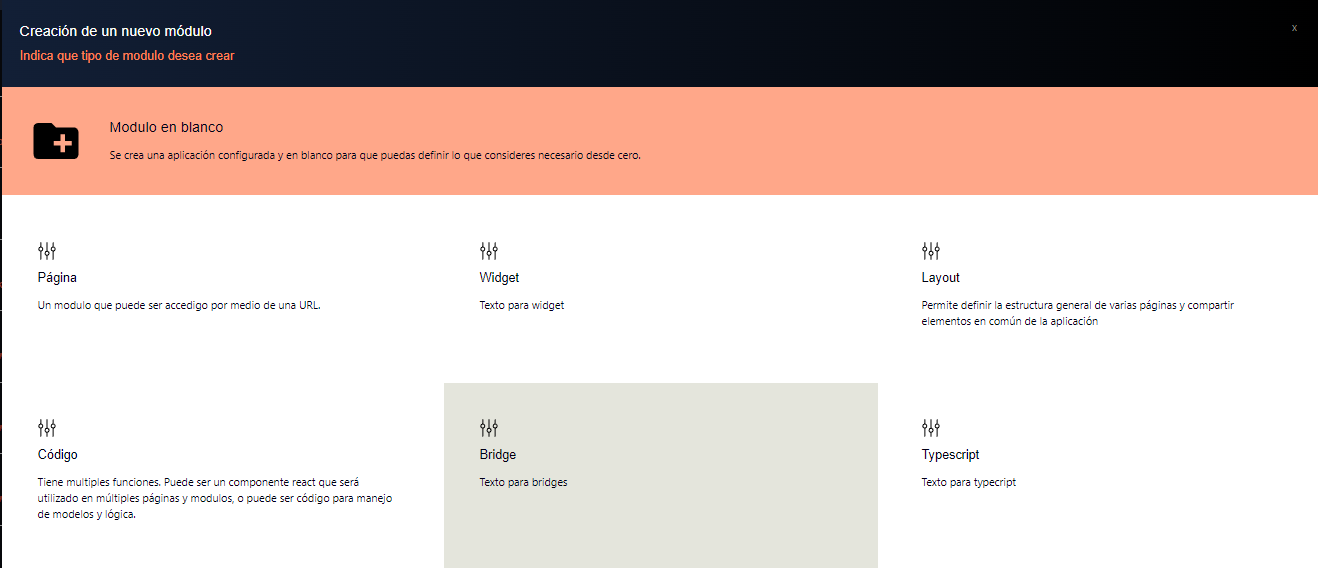 Creación de un nuevo módulo
x
Indica que tipo de modulo desea crear
Modulo en blanco
Se crea una aplicación configurada y en blanco para que puedas definir lo que consideres necesario desde cero.
Página
Un modulo que puede ser accedigo por medio de una URL.
Widget
Texto para widget
Layout
Permite definir la estructura general de varias páginas y compartir
elementos en común de la aplicación
Código
Tiene multiples funciones. Puede ser un componente react que será
utilizado en múltiples páginas y modulos, o puede ser código para manejo
de modelos y lógica.
Bridge
Texto para bridges
Typescript
Texto para typecript